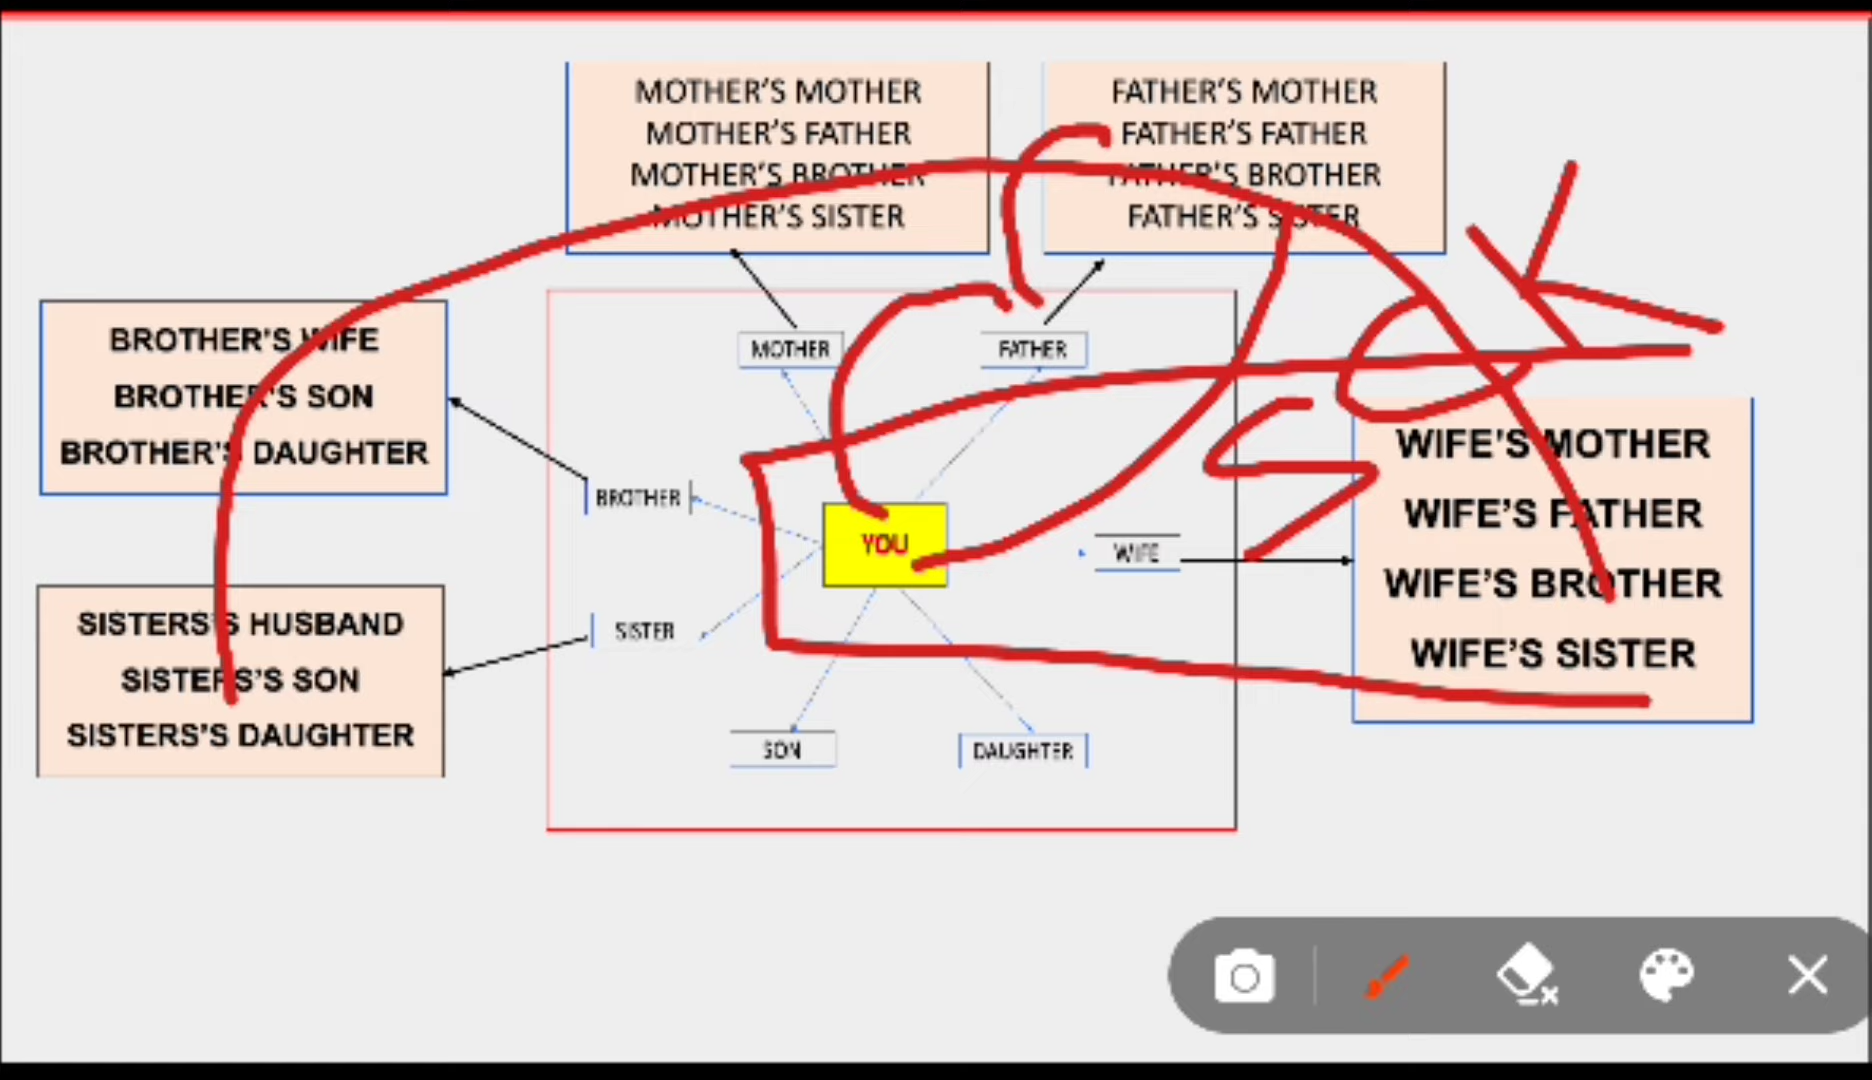 MOTHER'S MOTHER
MOTHER'S FATHER
MOTHER'S BROTHER
MOTHER'S SISTER
FATHER'S MOTHER
FATHER'S FATHER
FATHER'S BROTHER
FATHER'S SISTER
BROTHER'S WIFE
BROTHER'S SON
BROTHER'S DAUGHTER
MOTHER
FATHER
BROTHER
YOU
WIFE
WIFE'S MOTHER
WIFE'S FATHER
WIFE'S BROTHER
WIFE'S SISTER
SISTERS'S HUSBAND
SISTERS'S SON
SISTERS'S DAUGHTER
SISTER
SON
DAUGHTER